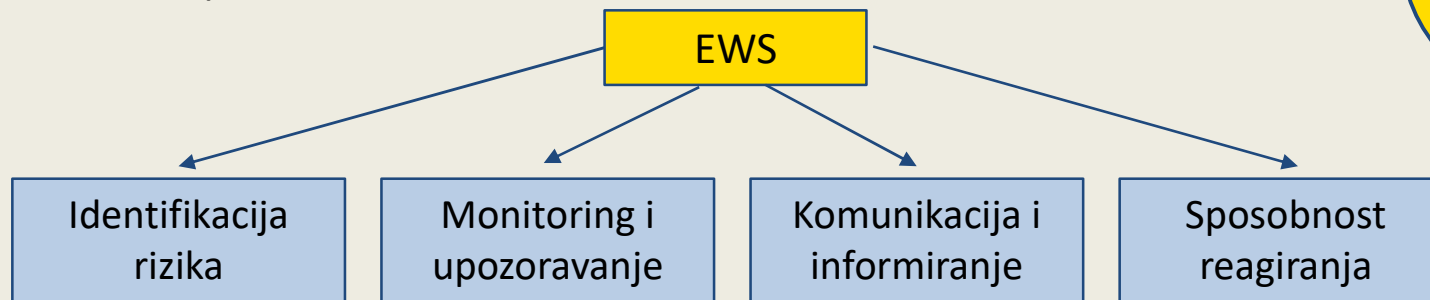 EWS
Identifikacija
rizika
Monitoring i
upozoravanje
Komunikacija i
informiranje
Sposobnost
reagiranja